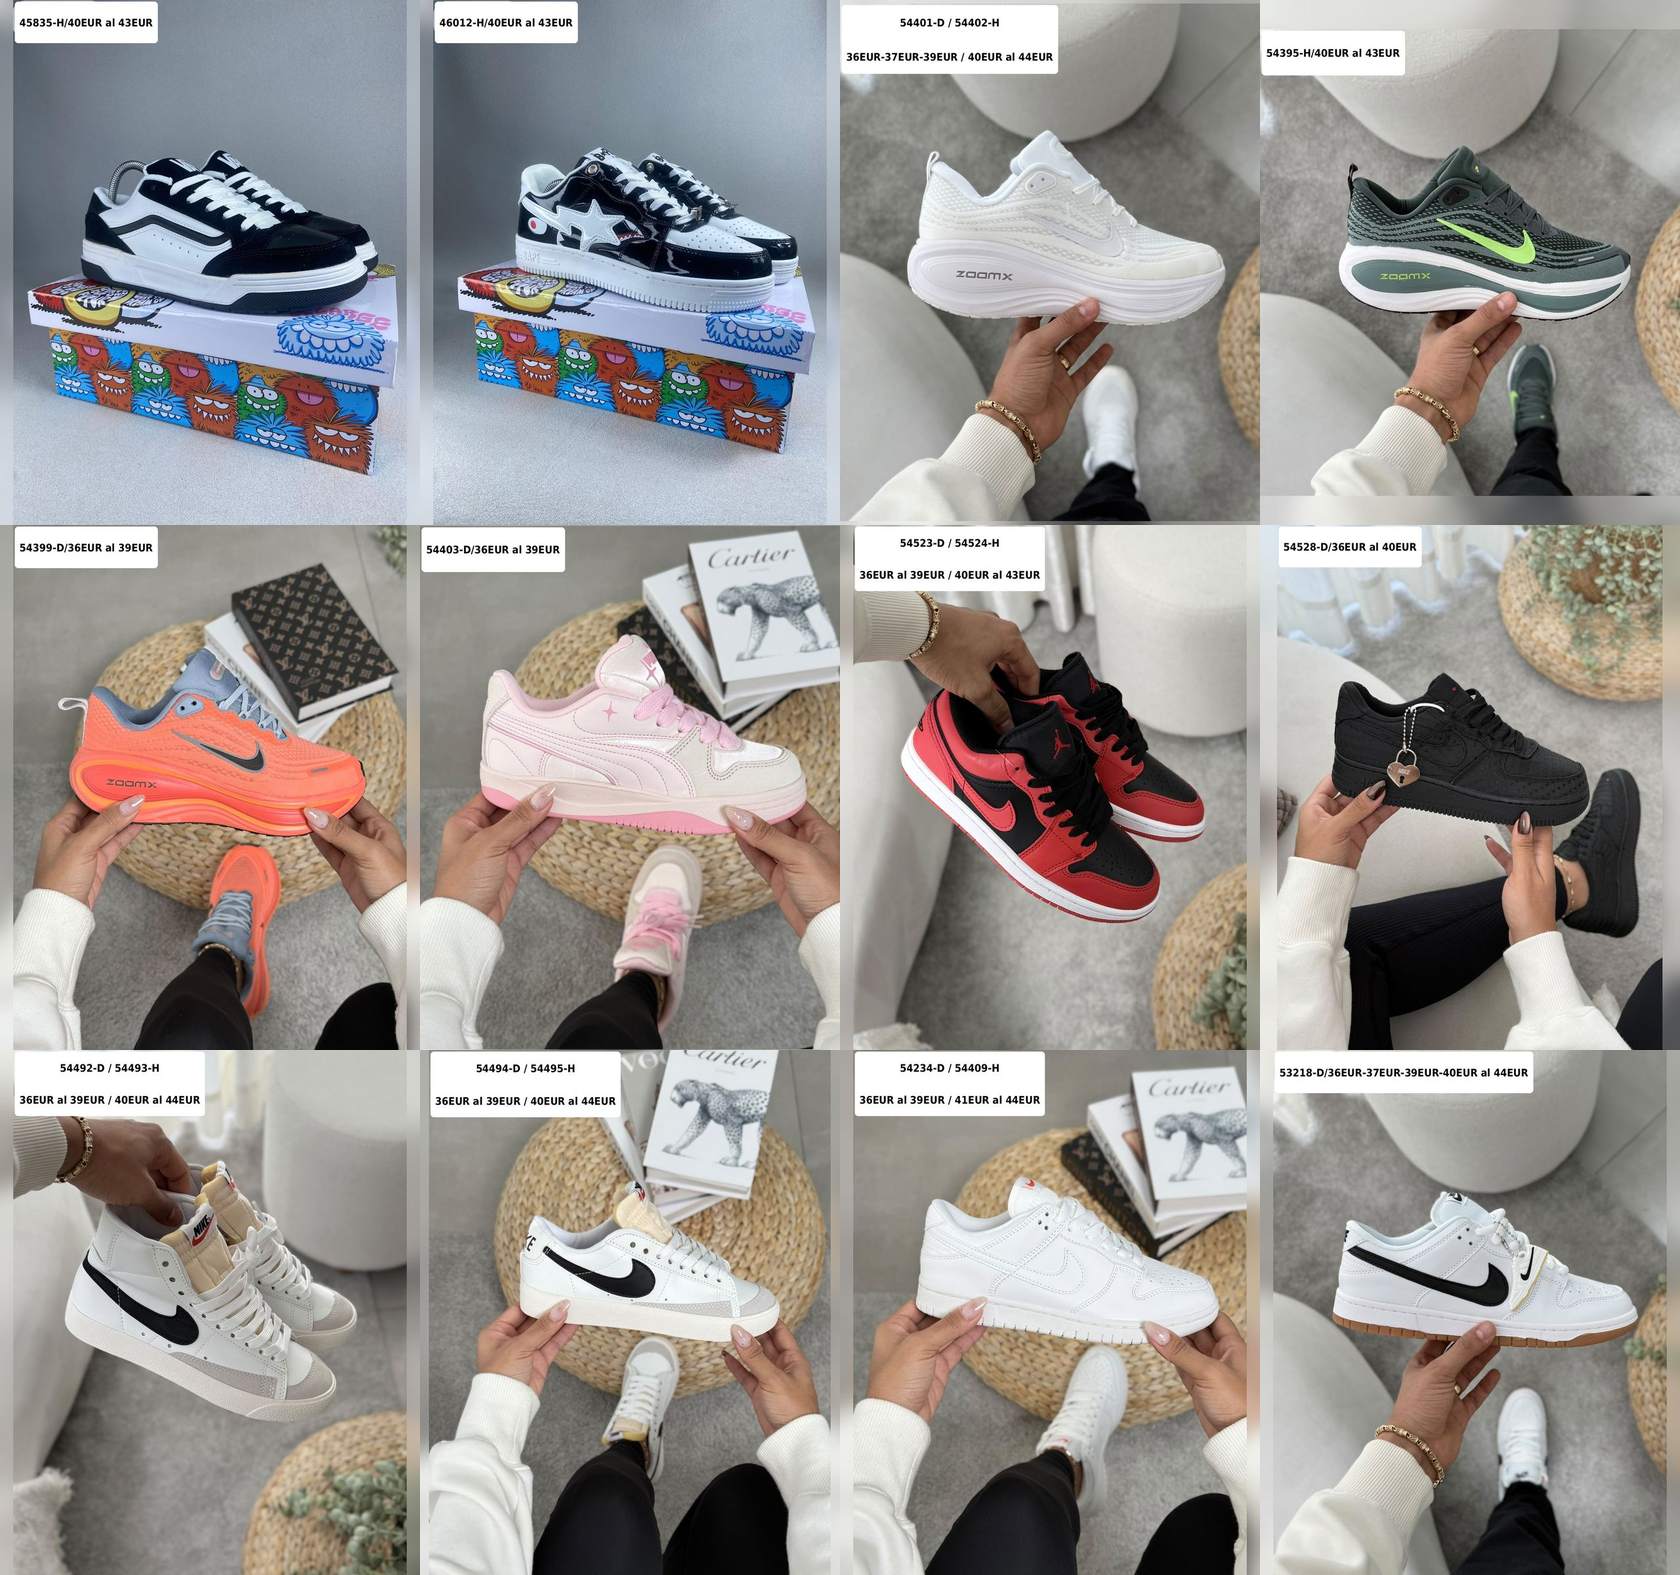 45835-H/40EUR al 43EUR
46012-H/40EUR al 43EUR
54401-D / 54402-H
36EUR-37EUR-39EUR / 40EUR al 44EUR
ZOOMX
54395-H/40EUR al 43EUR
ZOOMX
54399-D/36EUR al 39EUR
ZOOMX
54403-D/36EUR al 39EUR
Cartier
54523-D / 54524-H
36EUR al 39EUR / 40EUR al 43EUR
54528-D/36EUR al 40EUR
54492-D / 54493-H
36EUR al 39EUR / 40EUR al 44EUR
NIKE
54494-D / 54495-H
36EUR al 39EUR / 40EUR al 44EUR
Cartier
54234-D / 54409-H
36EUR al 39EUR / 41EUR al 44EUR
Cartier
53218-D/36EUR-37EUR-39EUR-40EUR al 44EUR